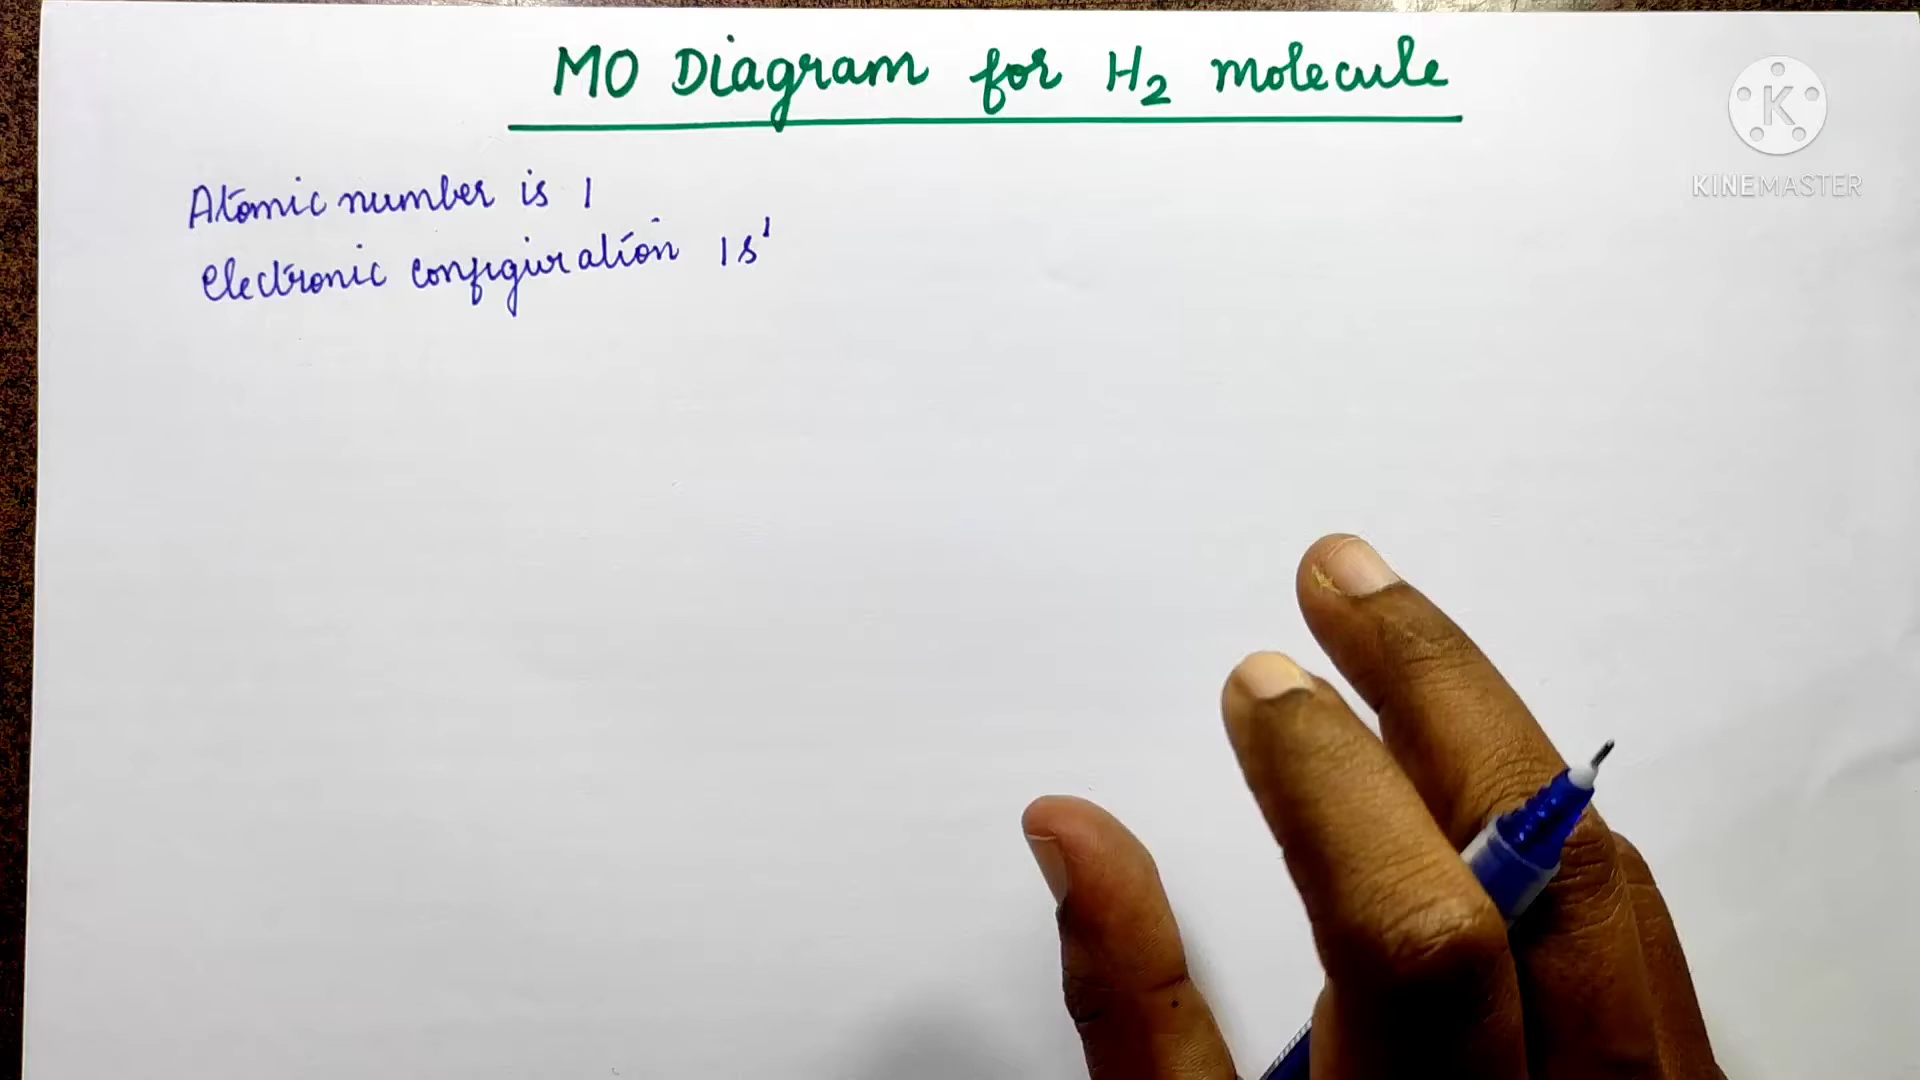 MO Diagram for H₂ molecule
K
KINEMASTER
Atomic number is 1
Electronic configuration 1s¹